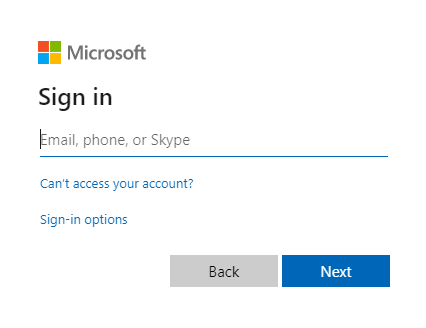 Microsoft
Sign in
Email, phone, or Skype
Can't access your account?
Sign-in options
Back Next